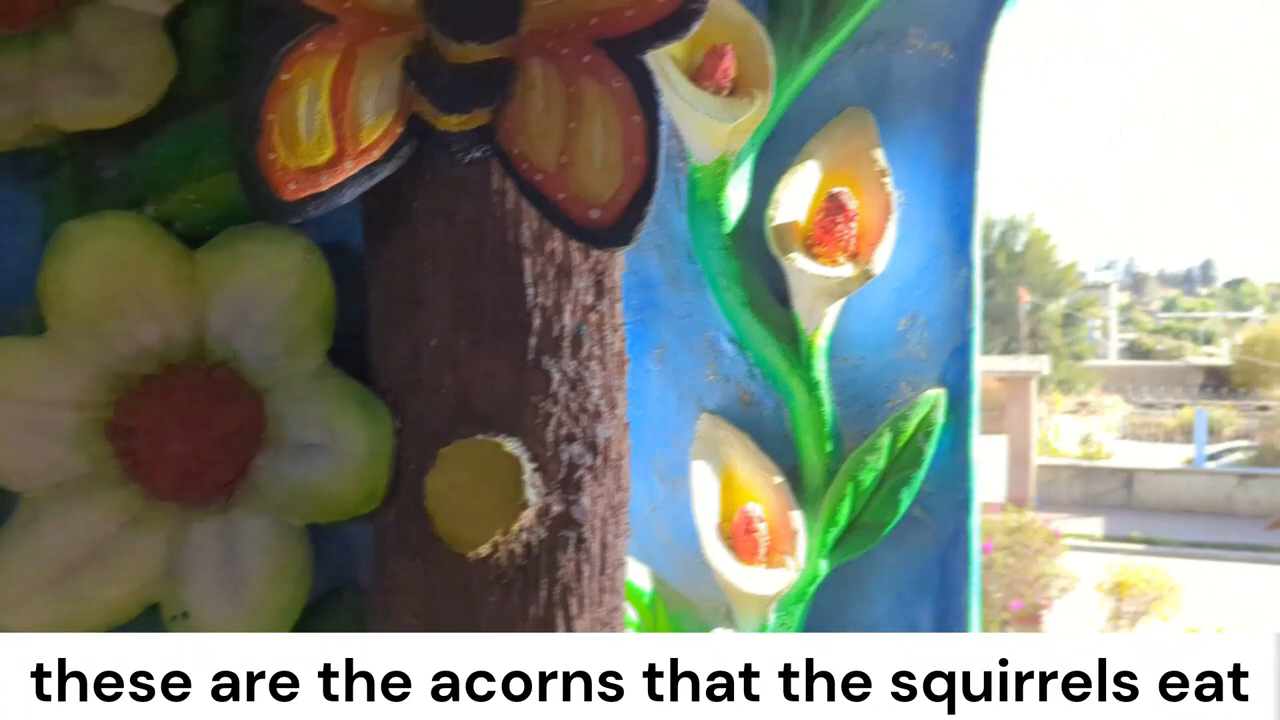 these are the acorns that the squirrels eat